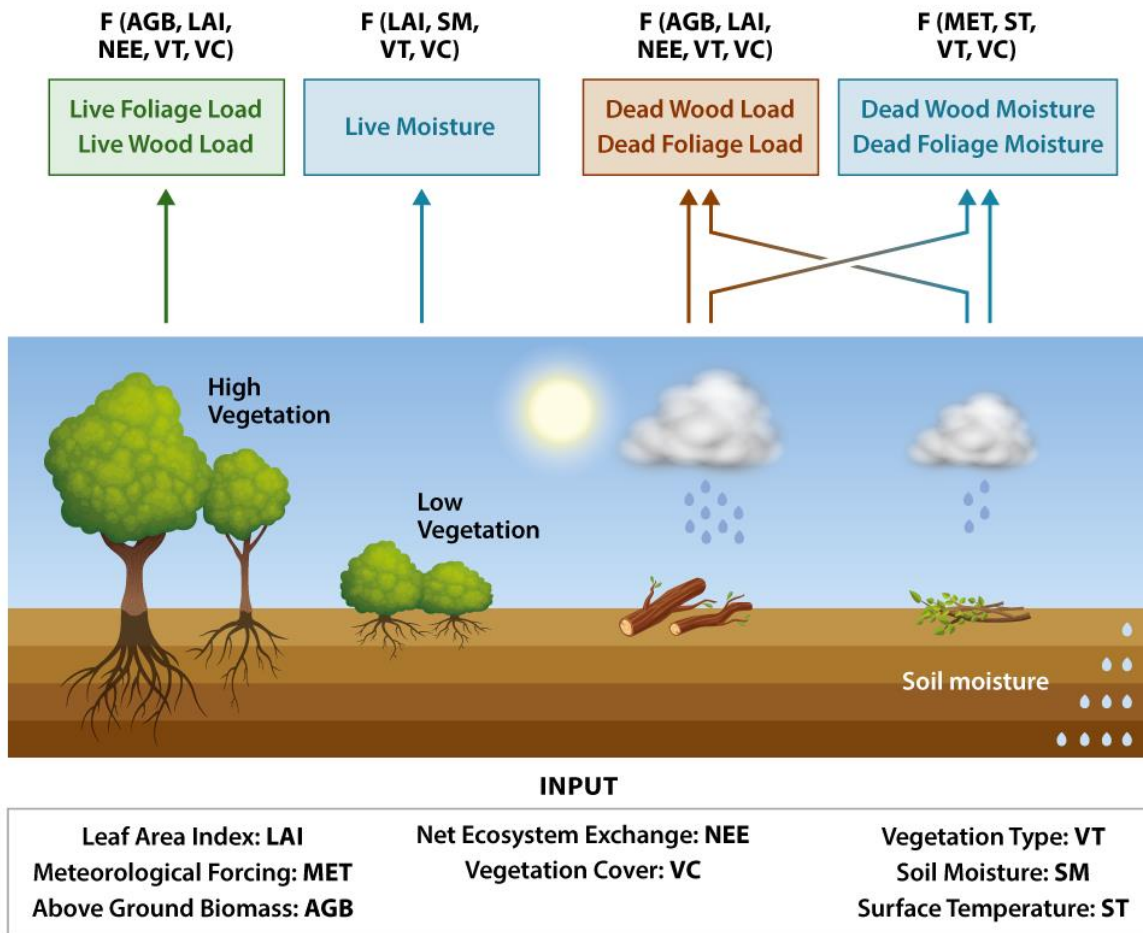 F (AGB, LAI,
NEE, VT, VC)
F (LAI, SM,
VT, VC)
F (AGB, LAI,
NEE, VT, VC)
F (MET, ST,
VT, VC)
Live Foliage Load
Live Wood Load
Live Moisture
Dead Wood Load
Dead Foliage Load
Dead Wood Moisture
Dead Foliage Moisture
High
Vegetation
Low
Vegetation
Soil moisture
INPUT
Leaf Area Index: LAI
Meteorological Forcing: MET
Above Ground Biomass: AGB
Net Ecosystem Exchange: NEE
Vegetation Cover: VC
Vegetation Type: VT
Soil Moisture: SM
Surface Temperature: ST